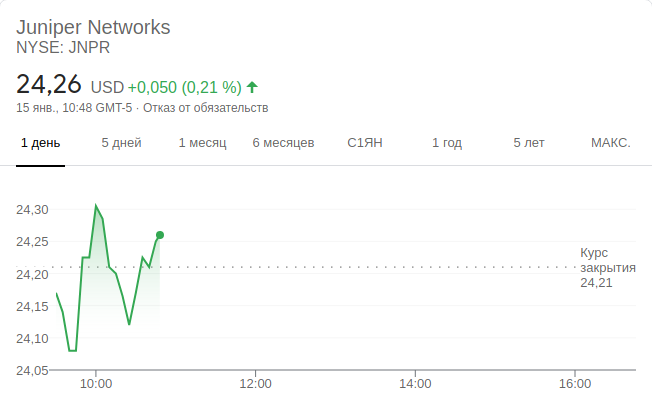 Juniper Networks
NYSE: JNPR
24,26 USD +0,050 (0,21 %)
15 янв., 10:48 GMT-5 · Отказ от обязательств
1 день 5 дней 1 месяц 6 месяцев С1ЯН 1 год 5 лет МАКС.
24,30
24,25
24,20
24,15
24,10
24,05
Курс
закрытия
24,21
10:00 12:00 14:00 16:00